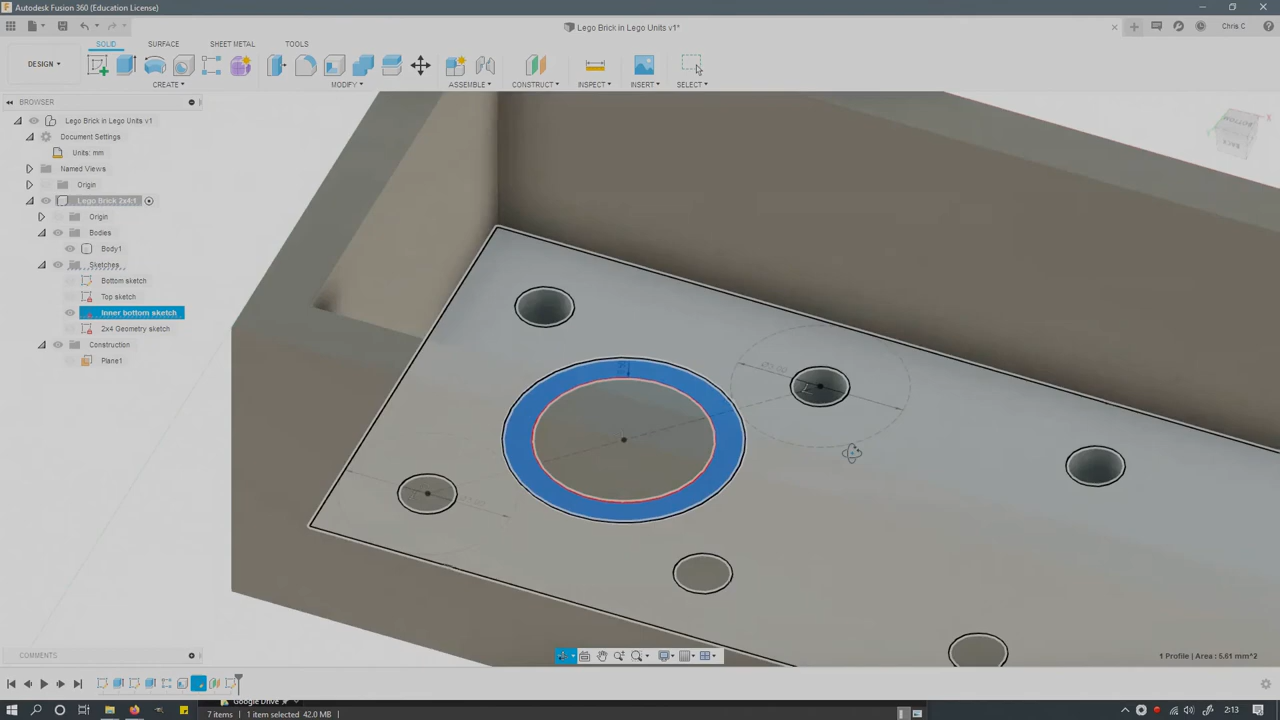 Autodesk Fusion 360 (Education License)
Lego Brick in Lego Units v1*
Chris C
SOLID
SURFACE
SHEET METAL
TOOLS
DESIGN
CREATE
MODIFY
ASSEMBLE
CONSTRUCT
INSPECT
INSERT
SELECT
BROWSER
Lego Brick in Lego Units v1
Document Settings
Units: mm
Named Views
Origin
Lego Brick 2x4:1
Origin
Bodies
Body1
Sketches
Bottom sketch
Top sketch
Inner bottom sketch
2x4 Geometry sketch
Construction
Plane1
BOTTOM
BACK
X
COMMENTS
1 Profile | Area : 5.61 mm^2
Google Drive
7 items
1 item selected 42.0 MB
2:13